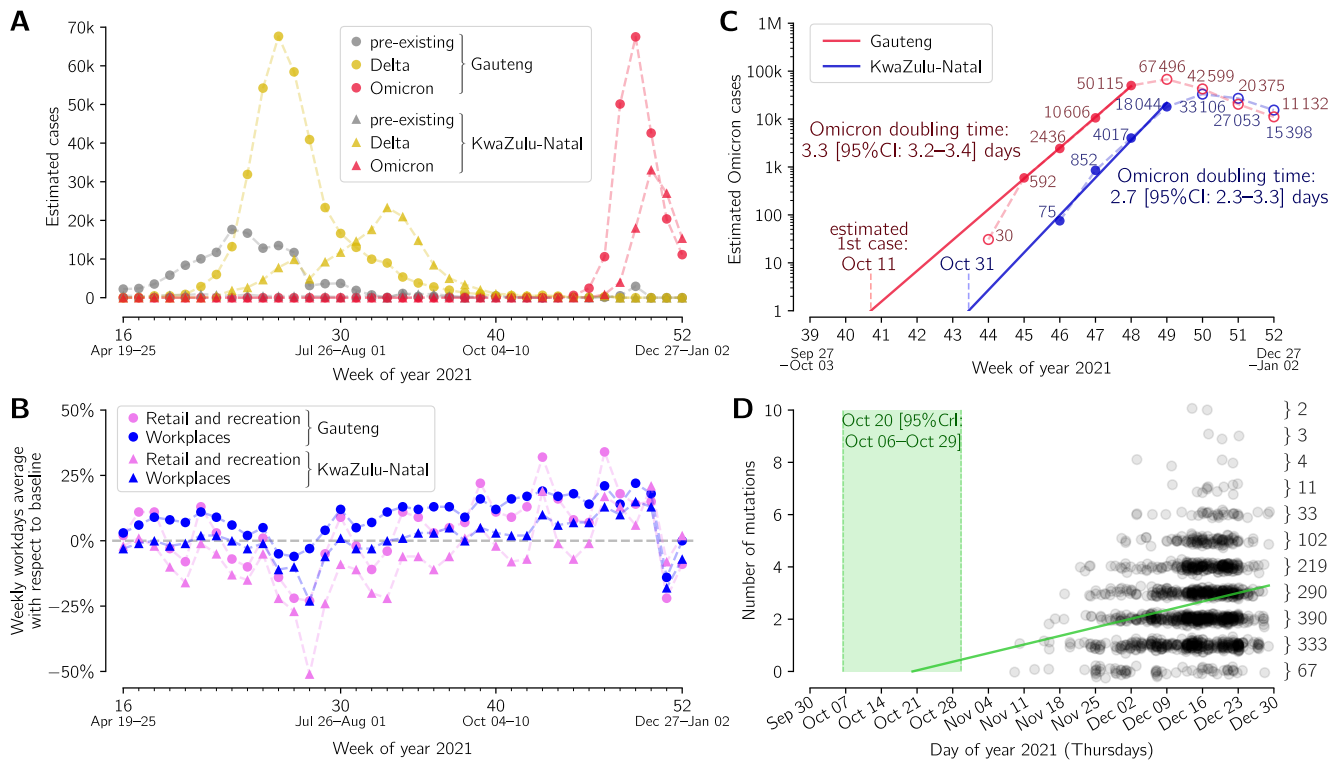 A
70k
60k
50k
40k
30k
20k
10k
0
Estimated cases
pre-existing
Delta
Omicron
Gauteng
pre-existing
Delta
Omicron
KwaZulu-Natal
16
30
40
52
Apr 19–25
Jul 26–Aug 01
Oct 04–10
Dec 27–Jan 02
Week of year 2021
B
50%
25%
0%
−25%
−50%
Weekly workdays average
with respect to baseline
Retail and recreation
Workplaces
Gauteng
Retail and recreation
Workplaces
KwaZulu-Natal
16
30
40
52
Apr 19–25
Jul 26–Aug 01
Oct 04–10
Dec 27–Jan 02
Week of year 2021
C
1M
100k
10k
1k
100
10
1
Estimated Omicron cases
Gauteng
KwaZulu-Natal
67 496
42 599
20 375
11 132
50 115
10 606
2436
592
30
18 044
33 106
27 053
15 398
4017
852
75
Omicron doubling time:
3.3 [95%CI: 3.2–3.4] days
Omicron doubling time:
2.7 [95%CI: 2.3–3.3] days
estimated
1st case:
Oct 11
Oct 31
39 40 41 42 43 44 45 46 47 48 49 50 51 52
Sep 27
–Oct 03
Dec 27
–Jan 02
Week of year 2021
D
10
8
6
4
2
0
Number of mutations
Oct 20 [95%CrI:
Oct 06–Oct 29]
} 2
} 3
} 4
} 11
} 33
} 102
} 219
} 290
} 390
} 333
} 67
Sep 30
Oct 07
Oct 14
Oct 21
Oct 28
Nov 04
Nov 11
Nov 18
Nov 25
Dec 02
Dec 09
Dec 16
Dec 23
Dec 30
Day of year 2021 (Thursdays)